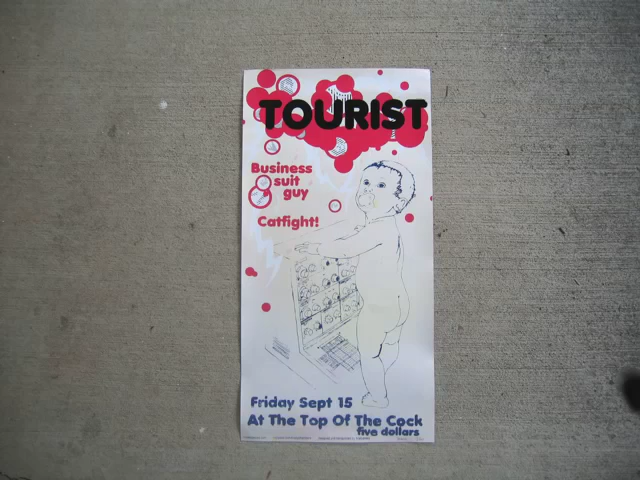 TOURIST
Business
suit
guy
Catfight!
Friday Sept 15
At The Top Of The Cock
five dollars